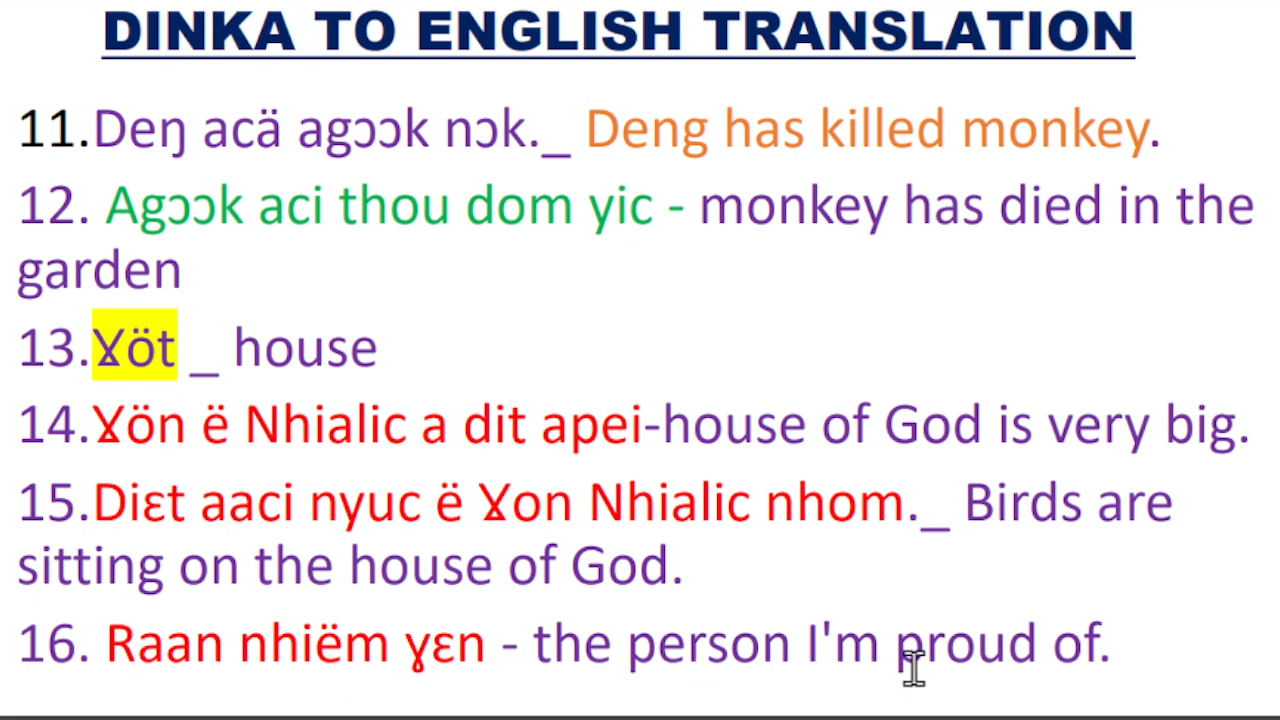 DINKA TO ENGLISH TRANSLATION
11.Deŋ acä agɔɔk nɔk._ Deng has killed monkey.
12. Agɔɔk aci thou dom yic - monkey has died in the
garden
13.Ɣöt _ house
14.Ɣön ë Nhialic a dit apei-house of God is very big.
15.Diɛt aaci nyuc ë Ɣon Nhialic nhom._ Birds are
sitting on the house of God.
16. Raan nhiëm ɣɛn - the person I'm proud of.